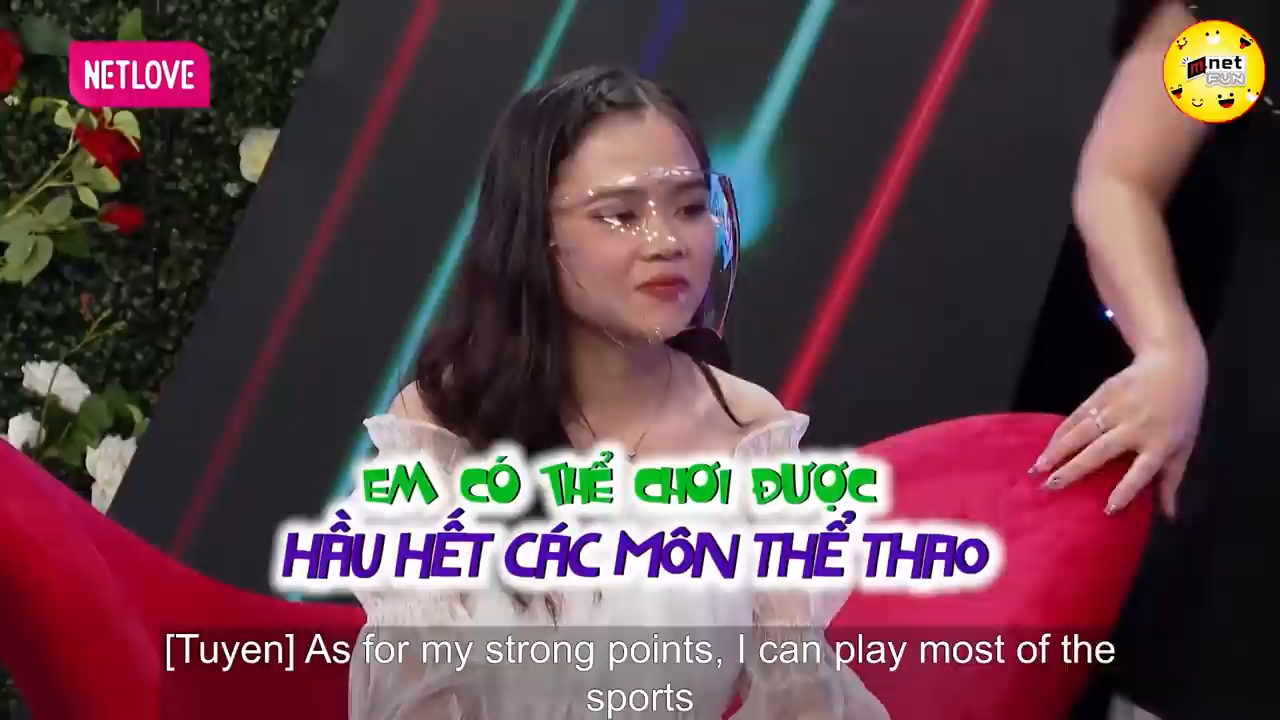 NETLOVE
m.net
FUN
EM CÓ THỂ CHƠI ĐƯỢC
HẦU HẾT CÁC MÔN THỂ THAO
[Tuyen] As for my strong points, I can play most of the
sports